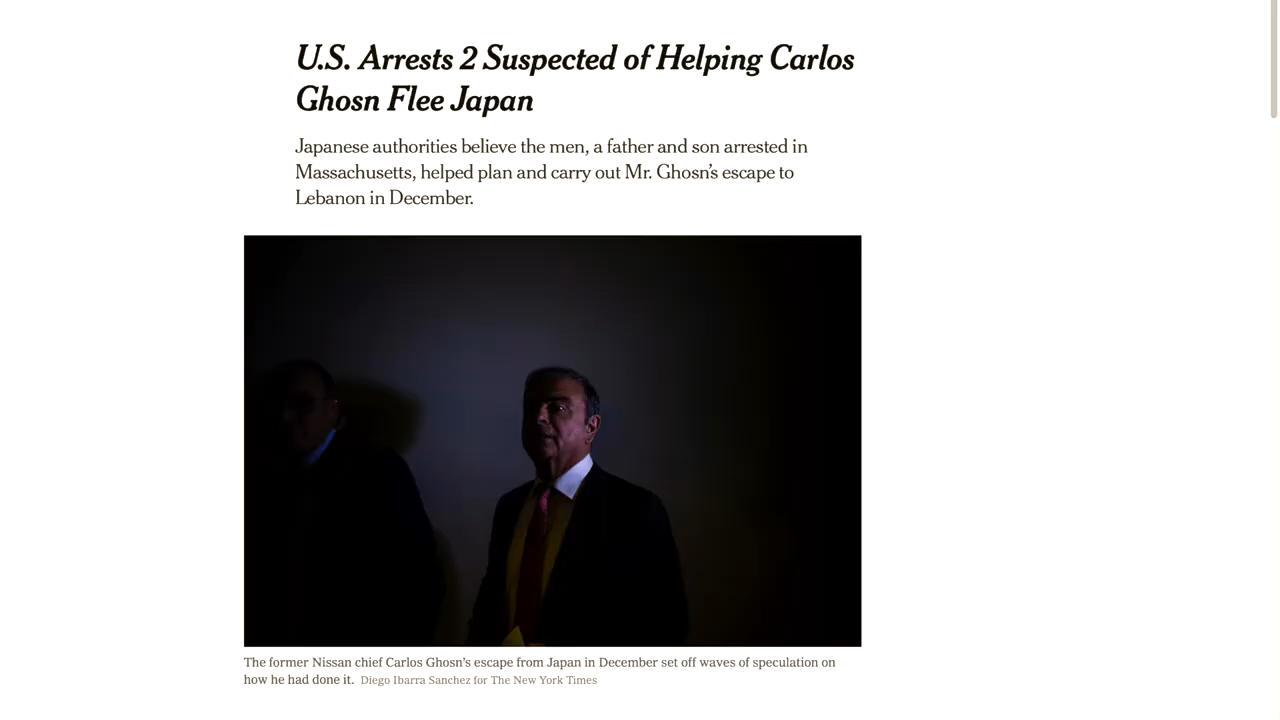 U.S. Arrests 2 Suspected of Helping Carlos
Ghosn Flee Japan
Japanese authorities believe the men, a father and son arrested in
Massachusetts, helped plan and carry out Mr. Ghosn’s escape to
Lebanon in December.
The former Nissan chief Carlos Ghosn’s escape from Japan in December set off waves of speculation on
how he had done it. Diego Ibarra Sanchez for The New York Times